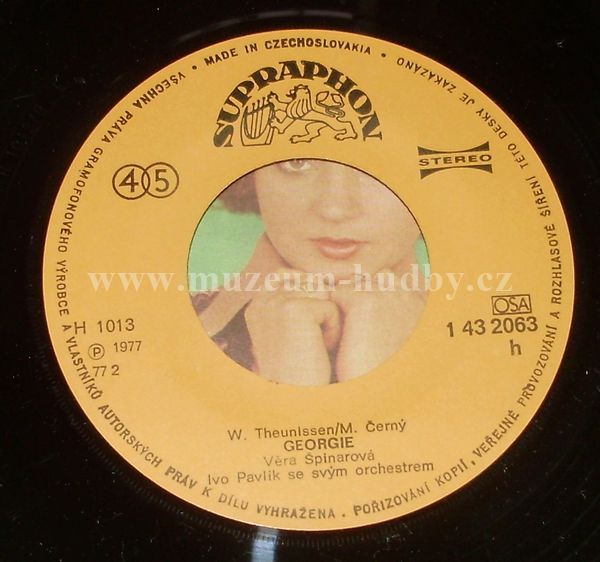 VŠECHNA PRÁVA GRAMOFONOVÉHO VÝROBCE A VLASTNÍKŮ AUTORSKÝCH PRÁV K DÍLU VYHRAŽENA . POŘIZOVÁNÍ KOPIÍ, VEŘEJNÉ PROVOZOVÁNÍ A ROZHLASOVÉ ŠÍŘENÍ TÉTO DESKY JE ZAKÁZÁNO
• MADE IN CZECHOSLOVAKIA •
SUPRAPHON
45
STEREO
www.muzeum-hudby.cz
H 1013
Ⓟ 1977
77 2
OSA
1 43 2063
h
W. Theunissen/M. Černý
GEORGIE
Věra Špinarová
Ivo Pavlík se svým orchestrem